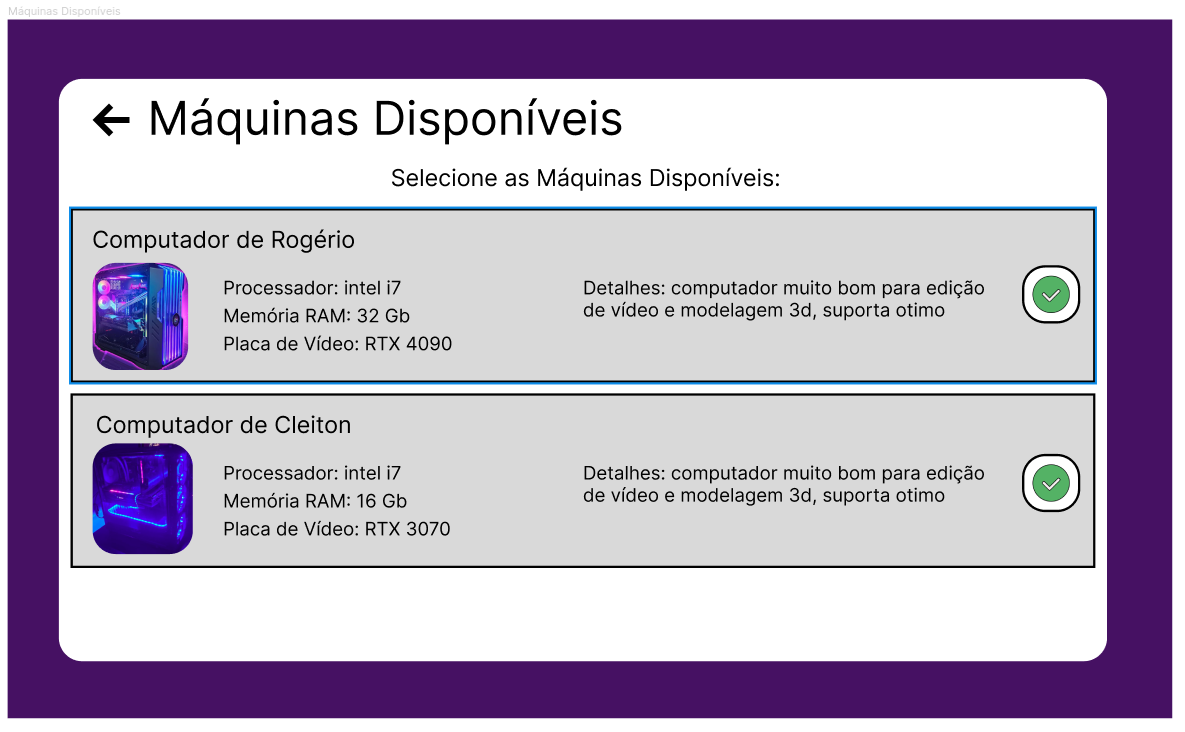 Máquinas Disponíveis
Máquinas Disponíveis
Selecione as Máquinas Disponíveis:
Computador de Rogério
Processador: intel i7
Memória RAM: 32 Gb
Placa de Vídeo: RTX 4090
Detalhes: computador muito bom para edição
de vídeo e modelagem 3d, suporta otimo
Computador de Cleiton
Processador: intel i7
Memória RAM: 16 Gb
Placa de Vídeo: RTX 3070
Detalhes: computador muito bom para edição
de vídeo e modelagem 3d, suporta otimo